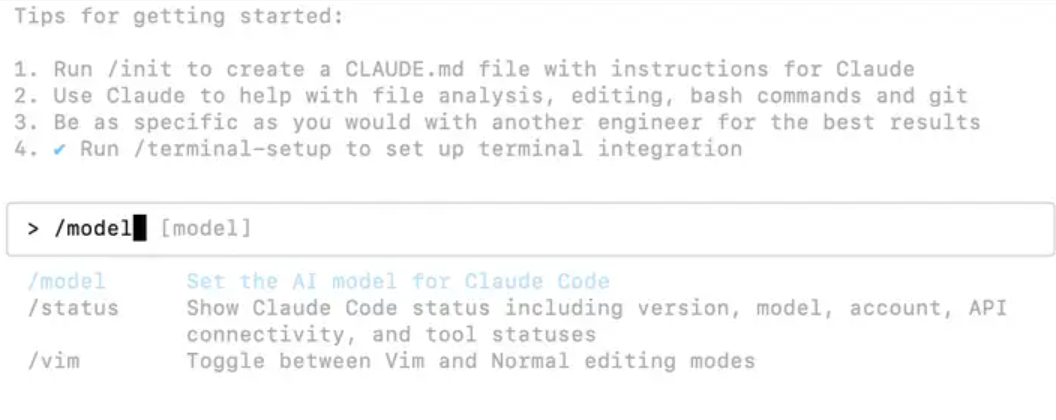 Tips for getting started:
1. Run /init to create a CLAUDE.md file with instructions for Claude
2. Use Claude to help with file analysis, editing, bash commands and git
3. Be as specific as you would with another engineer for the best results
4. ✔ Run /terminal-setup to set up terminal integration
> /model [model]
/model Set the AI model for Claude Code
/status Show Claude Code status including version, model, account, API
connectivity, and tool statuses
/vim Toggle between Vim and Normal editing modes